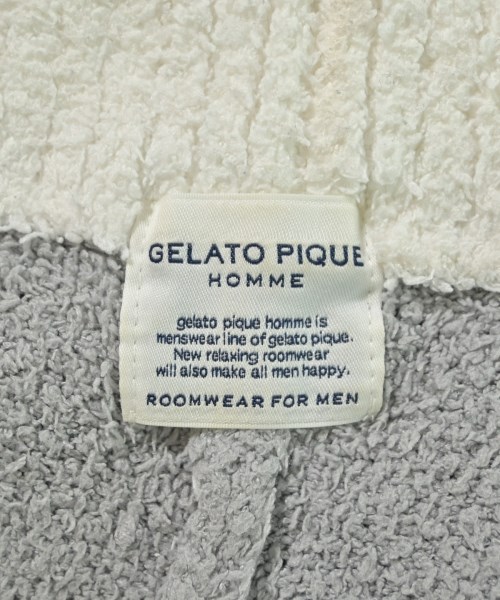 GELATO PIQUE
HOMME
gelato pique homme is
menswear line of gelato pique.
New relaxing roomwear
will also make all men happy.
ROOMWEAR FOR MEN